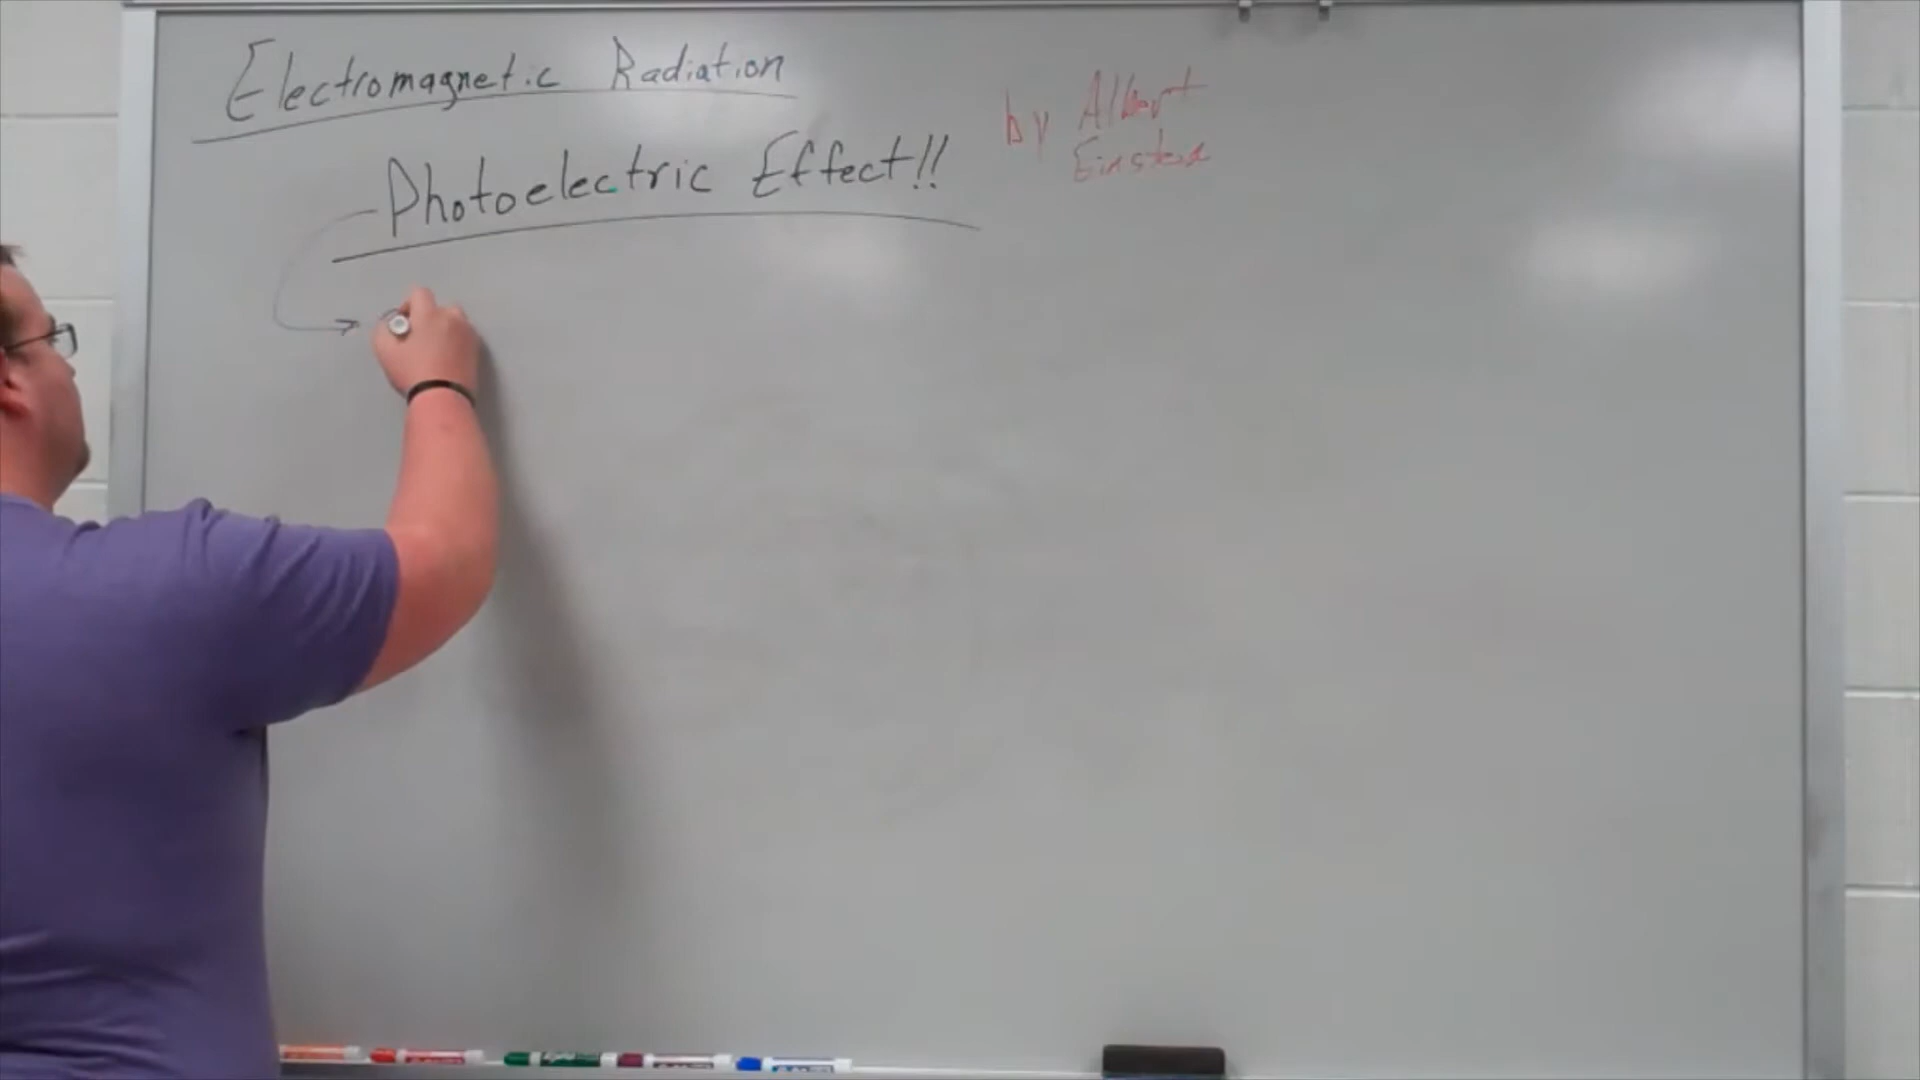 Electromagnetic Radiation
Photoelectric Effect!!
by Albert
Einstein